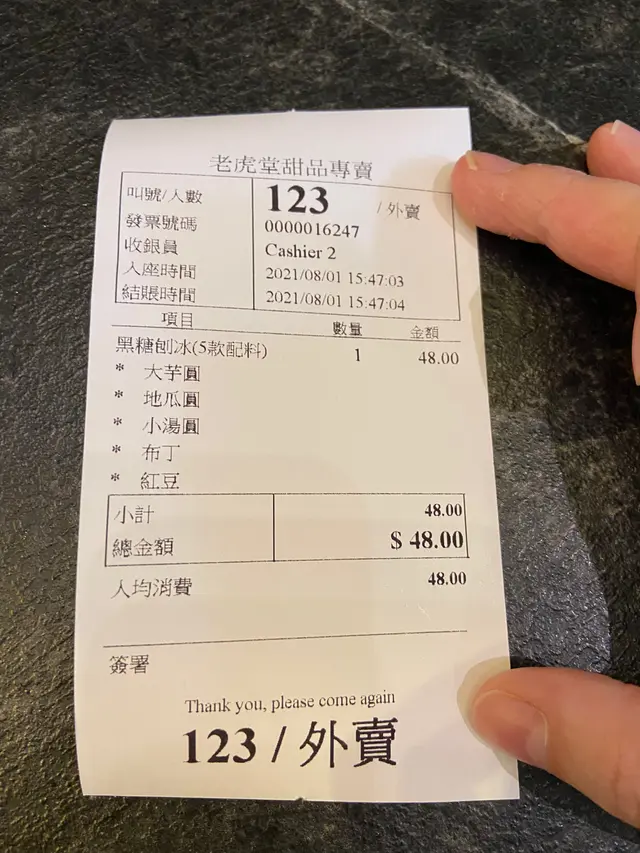 老虎堂甜品專賣
叫號/人數 123 /外賣
發票號碼 0000016247
收銀員 Cashier 2
入座時間 2021/08/01 15:47:03
結賬時間 2021/08/01 15:47:04
項目 數量 金額
黑糖刨冰(5款配料) 1 48.00
* 大芋圓
* 地瓜圓
* 小湯圓
* 布丁
* 紅豆
小計 48.00
總金額 $ 48.00
人均消費 48.00
簽署
Thank you, please come again
123 / 外賣